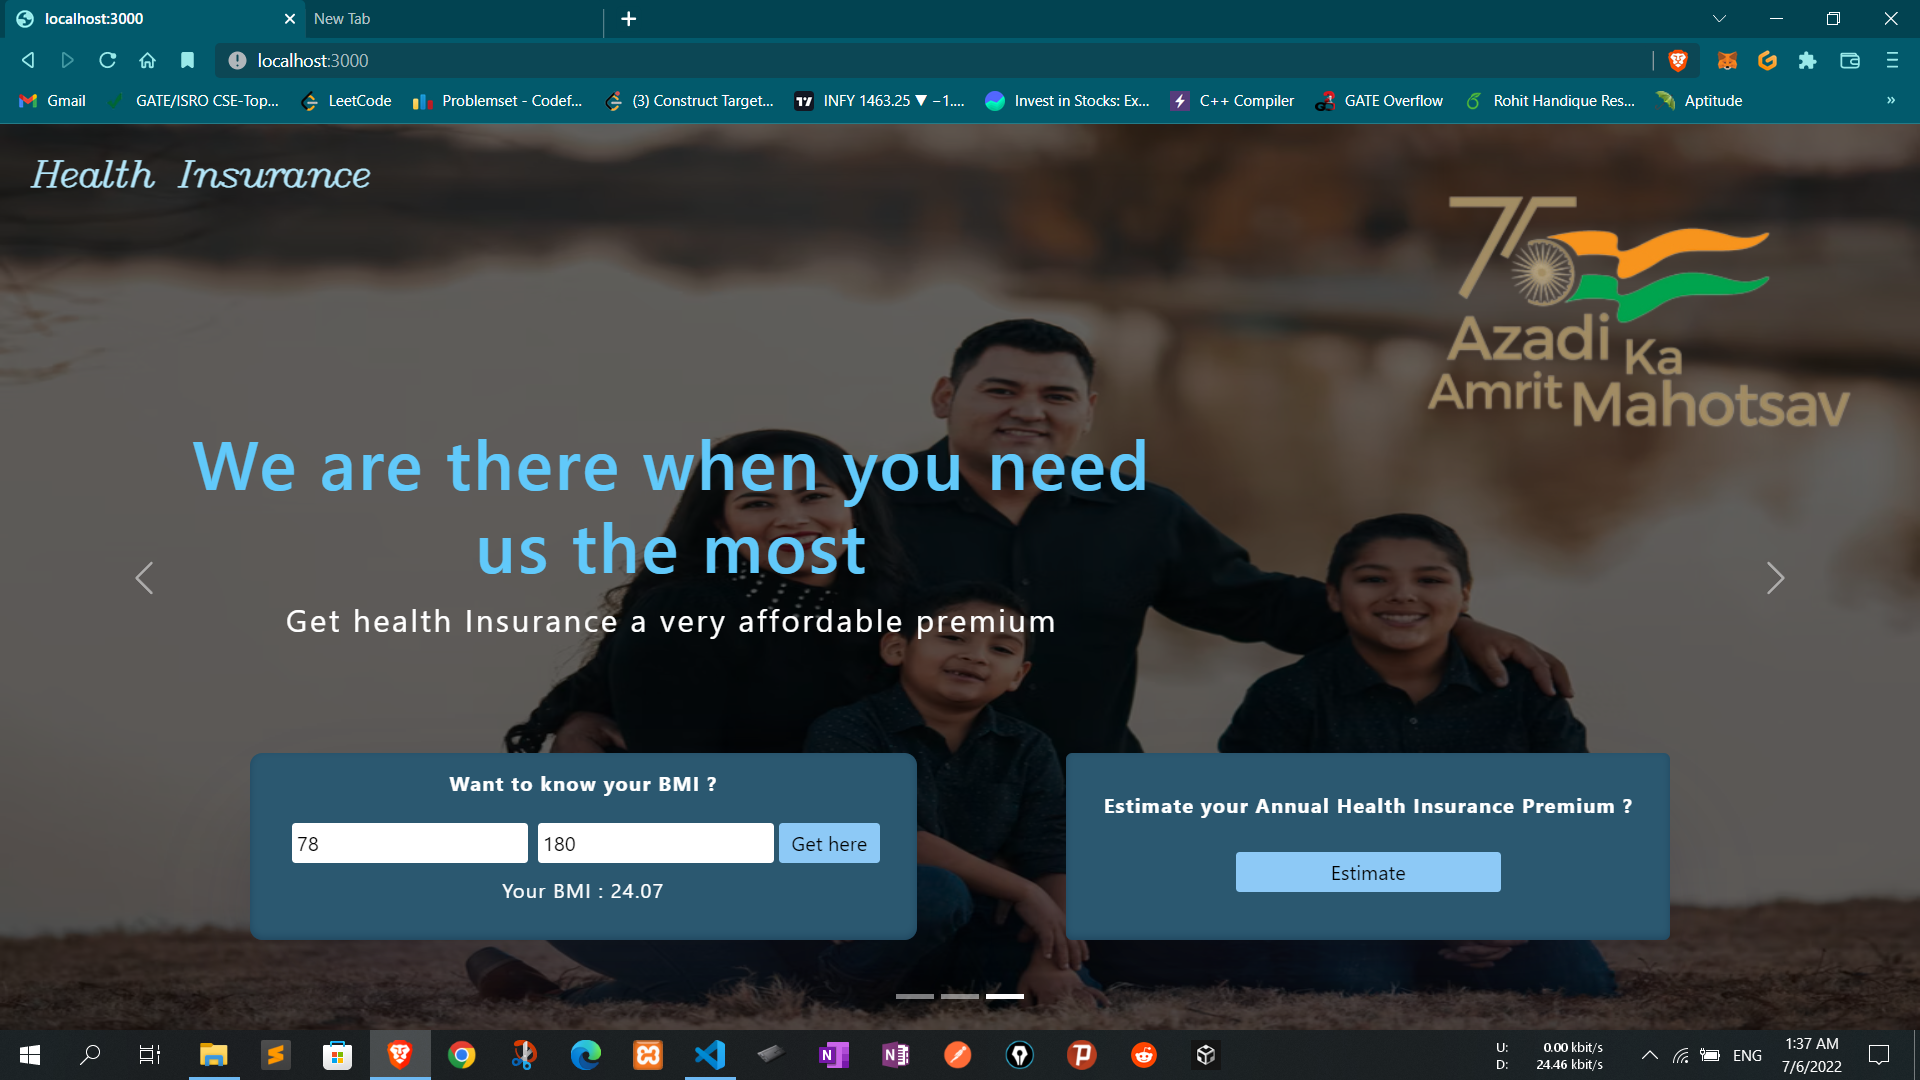 localhost:3000
New Tab
localhost:3000
Gmail
GATE/ISRO CSE-Top...
LeetCode
Problemset - Codef...
(3) Construct Target...
INFY 1463.25 ▼ −1....
Invest in Stocks: Ex...
C++ Compiler
GATE Overflow
Rohit Handique Res...
Aptitude
»
Health Insurance
75
Azadi Ka
Amrit Mahotsav
We are there when you need
us the most
Get health Insurance a very affordable premium
Want to know your BMI ?
78
180
Get here
Your BMI : 24.07
Estimate your Annual Health Insurance Premium ?
Estimate
U: 0.00 kbit/s
D: 24.46 kbit/s
ENG
1:37 AM
7/6/2022